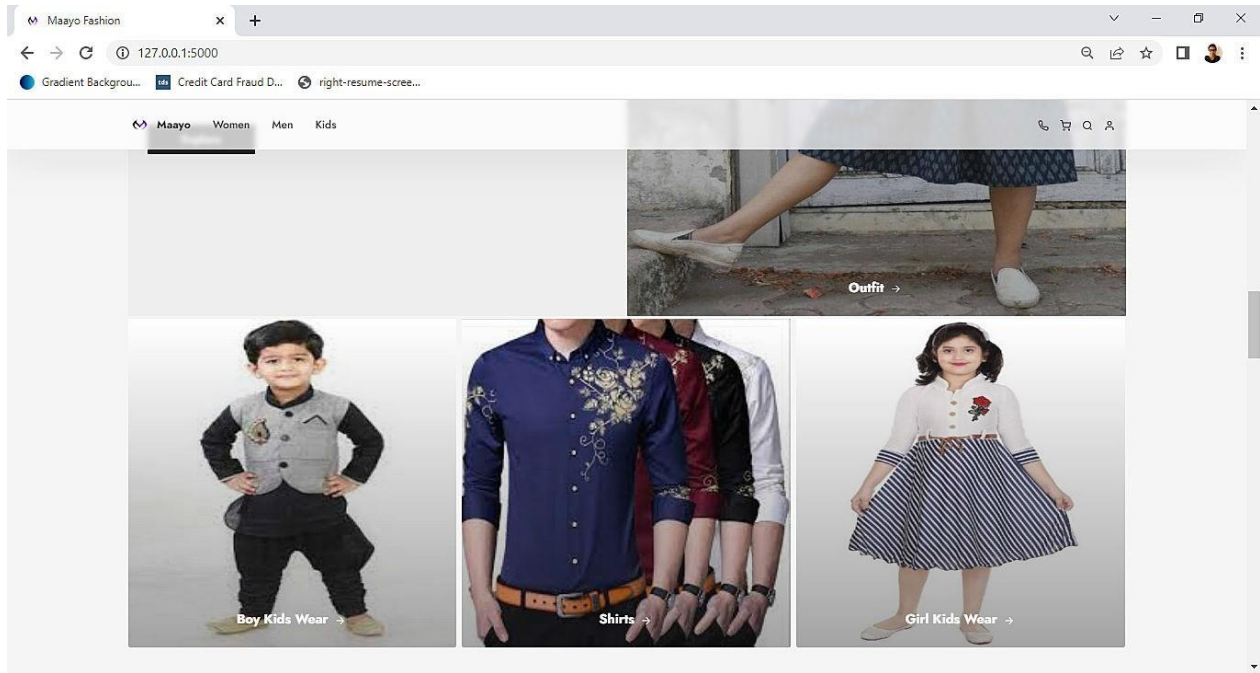 Maayo Fashion
127.0.0.1:5000
Gradient Backgrou... tds Credit Card Fraud D... right-resume-scree...
Maayo Women Men Kids
Outfit →
Boy Kids Wear → Shirts → Girl Kids Wear →